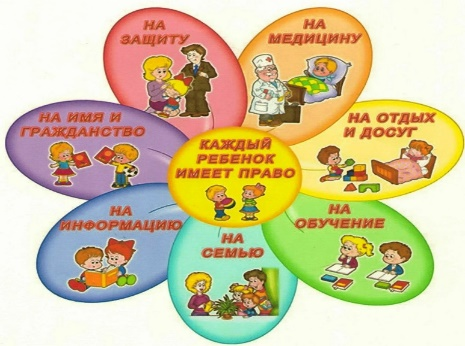 КАЖДЫЙ
РЕБЕНОК
ИМЕЕТ ПРАВО
НА
ЗАЩИТУ
НА
МЕДИЦИНУ
НА ОТДЫХ
И ДОСУГ
НА
ОБУЧЕНИЕ
НА
СЕМЬЮ
НА
ИНФОРМАЦИЮ
НА ИМЯ И
ГРАЖДАНСТВО